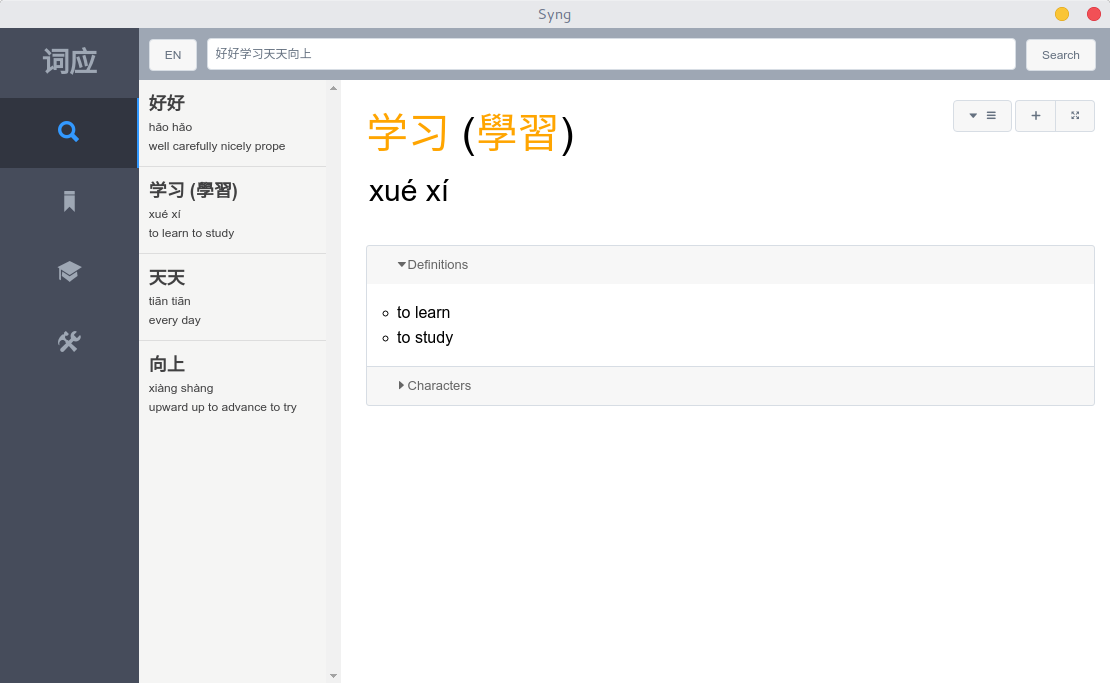 Syng
词应
EN
好好学习天天向上
Search
好好
hăo hăo
well carefully nicely prope
学习 (學習)
xué xí
to learn to study
天天
tiān tiān
every day
向上
xiàng shàng
upward up to advance to try
学习 (學習)
xué xí
Definitions
to learn
to study
Characters